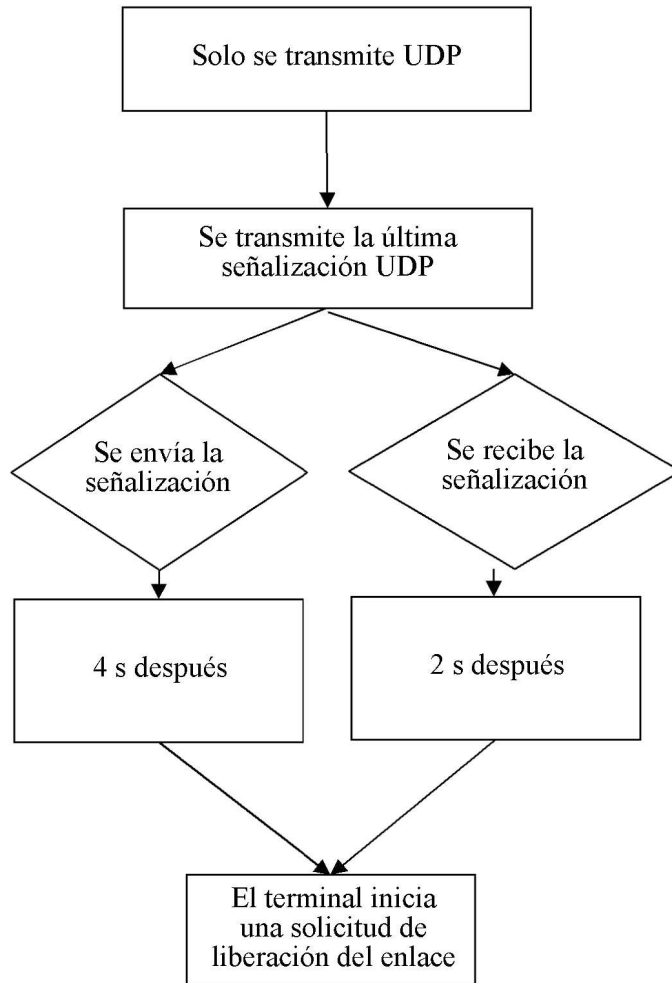 Solo se transmite UDP
Se transmite la última
señalización UDP
Se envía la
señalización
Se recibe la
señalización
4 s después
2 s después
El terminal inicia
una solicitud de
liberación del enlace